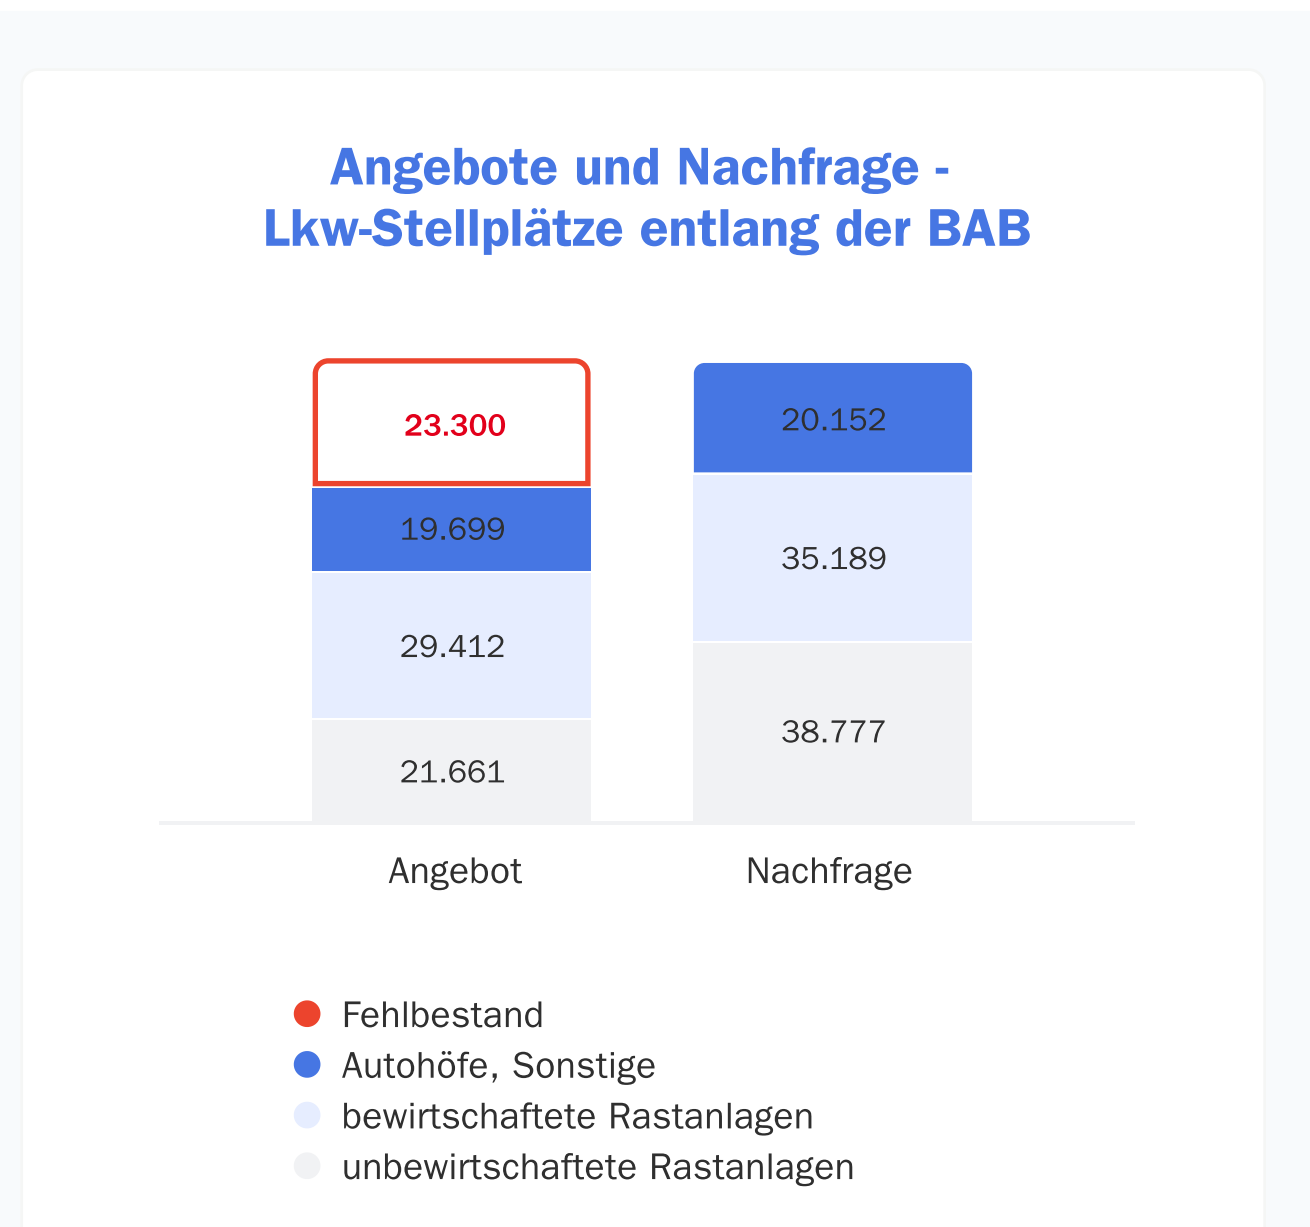 Angebote und Nachfrage -
Lkw-Stellplätze entlang der BAB
23.300
19.699
29.412
21.661
20.152
35.189
38.777
Angebot
Nachfrage
Fehlbestand
Autohöfe, Sonstige
bewirtschaftete Rastanlagen
unbewirtschaftete Rastanlagen